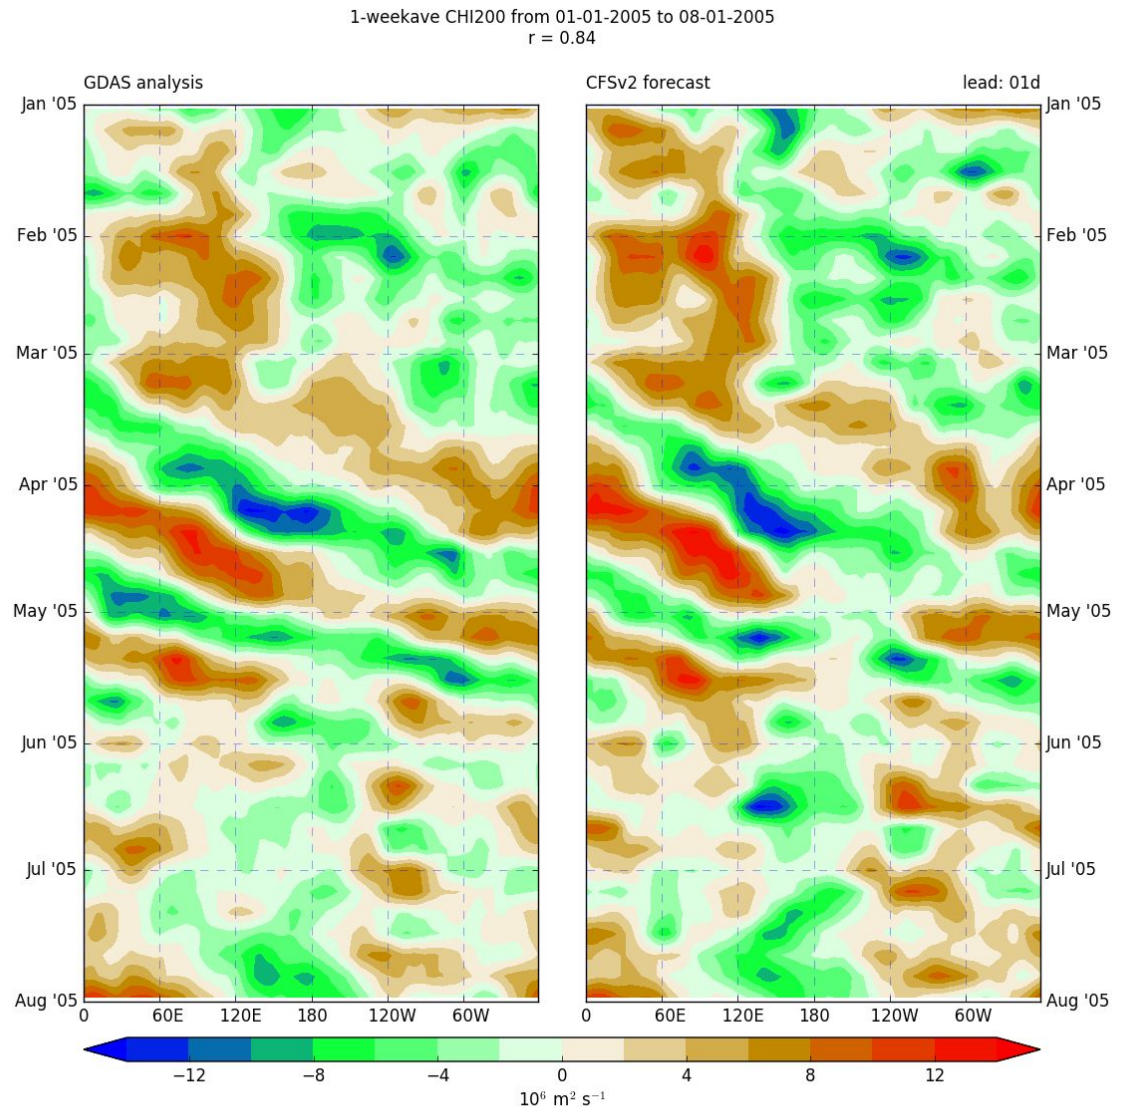 1-weekave CHI200 from 01-01-2005 to 08-01-2005
r = 0.84
GDAS analysis
CFSv2 forecast lead: 01d
Jan '05 Jan '05
Feb '05 Feb '05
Mar '05 Mar '05
Apr '05 Apr '05
May '05 May '05
Jun '05 Jun '05
Jul '05 Jul '05
Aug '05 Aug '05
0 60E 120E 180 120W 60W 0 60E 120E 180 120W 60W
−12 −8 −4 0 4 8 12
10⁶ m² s⁻¹